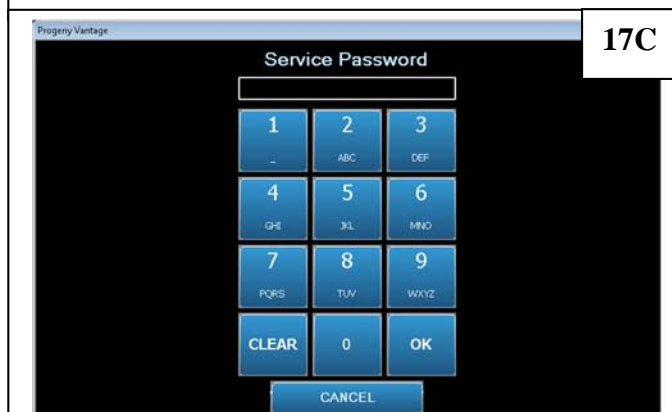 Progeny Vantage
17C
Service Password
1 2 3
_ ABC DEF
4 5 6
GHI JKL MNO
7 8 9
PQRS TUV WXYZ
CLEAR 0 OK
CANCEL